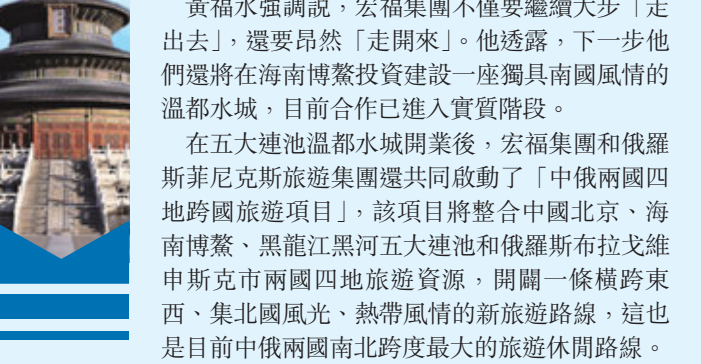 黃福水強調說，宏福集團不僅要繼續大步「走
出去」，還要昂然「走開來」。他透露，下一步他
們還將在海南博鰲投資建設一座獨具南國風情的
溫都水城，目前合作已進入實質階段。
在五大連池溫都水城開業後，宏福集團和俄羅
斯菲尼克斯旅遊集團還共同啟動了「中俄兩國四
地跨國旅遊項目」，該項目將整合中國北京、海
南博鰲、黑龍江黑河五大連池和俄羅斯布拉戈維
申斯克市兩國四地旅遊資源，開闢一條橫跨東
西、集北國風光、熱帶風情的新旅遊路線，這也
是目前中俄兩國南北跨度最大的旅遊休閒路線。